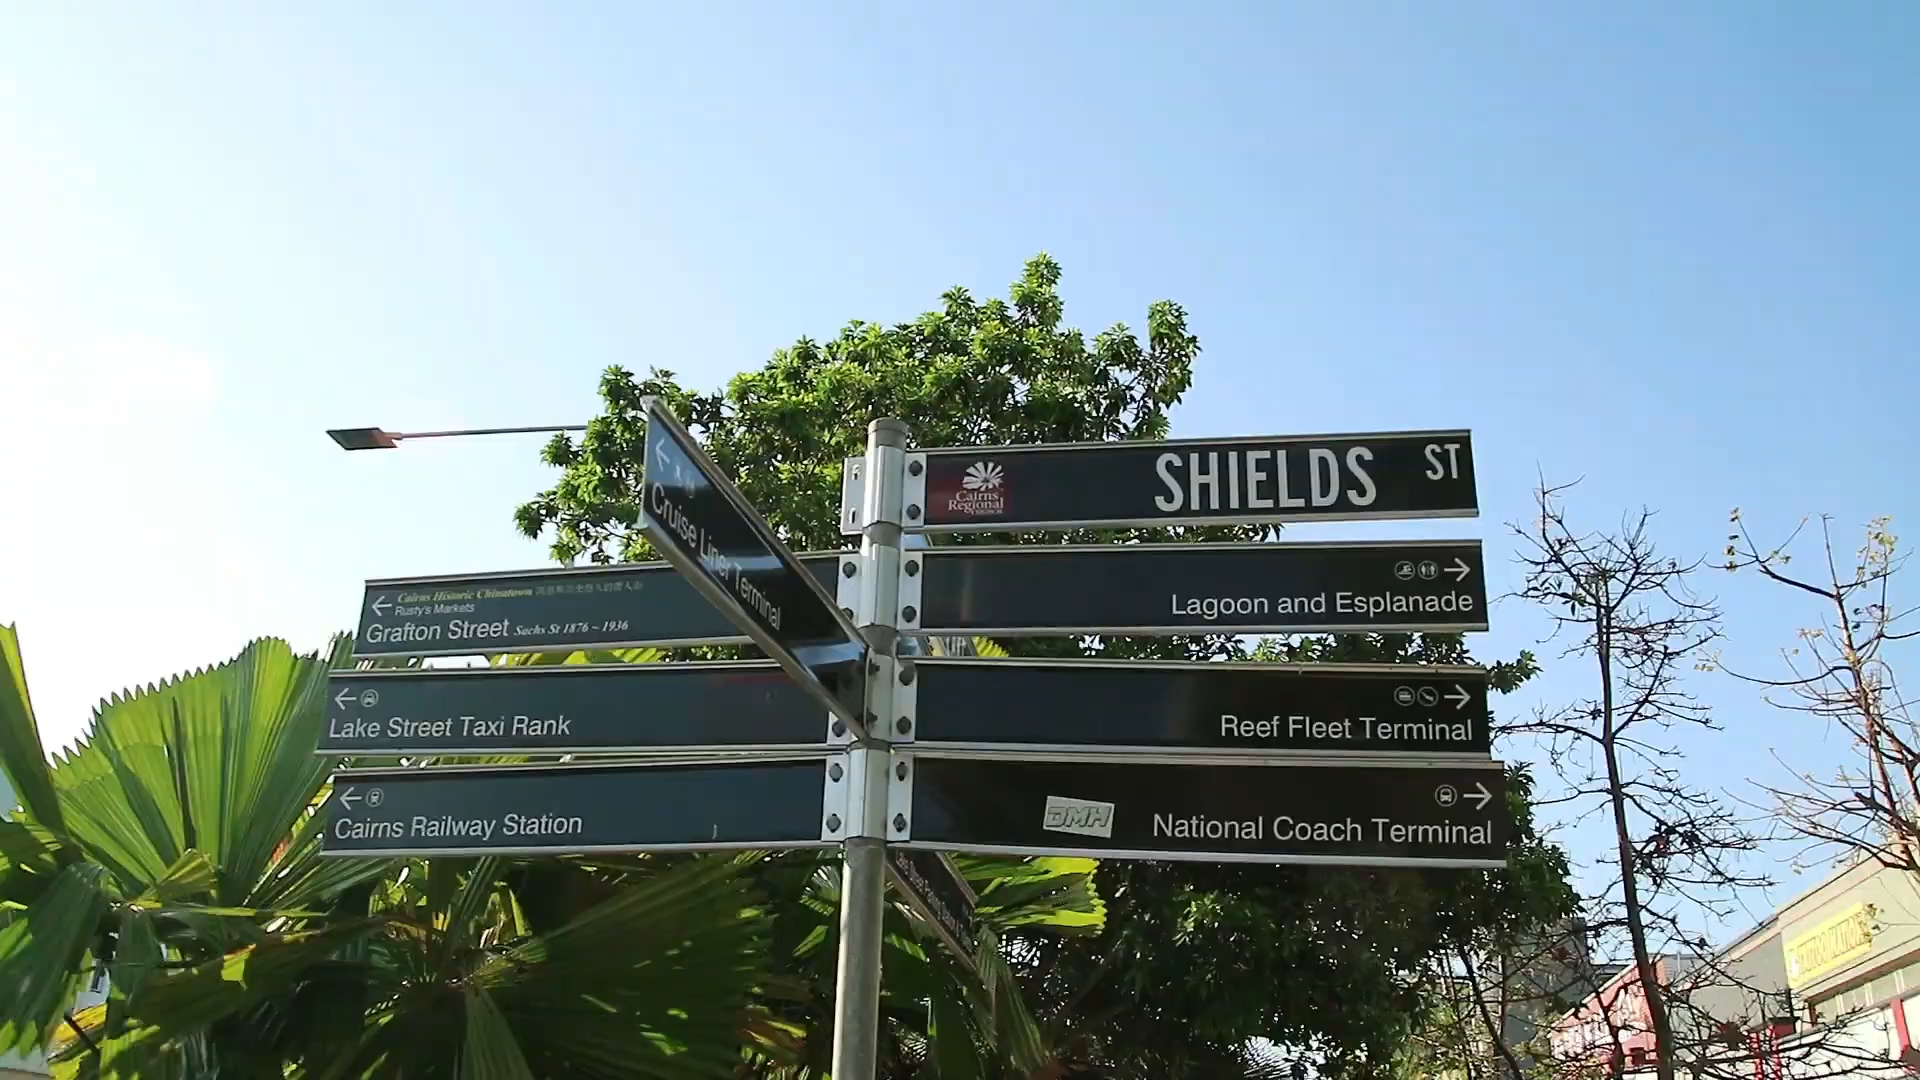 SHIELDS ST
Cairns
Regional
Lagoon and Esplanade
Reef Fleet Terminal
DMH
National Coach Terminal
Cruise Liner Terminal
Cairns Historic Chinatown
Rusty's Markets
Grafton Street Sachs St 1876 ~ 1936
Lake Street Taxi Rank
Cairns Railway Station